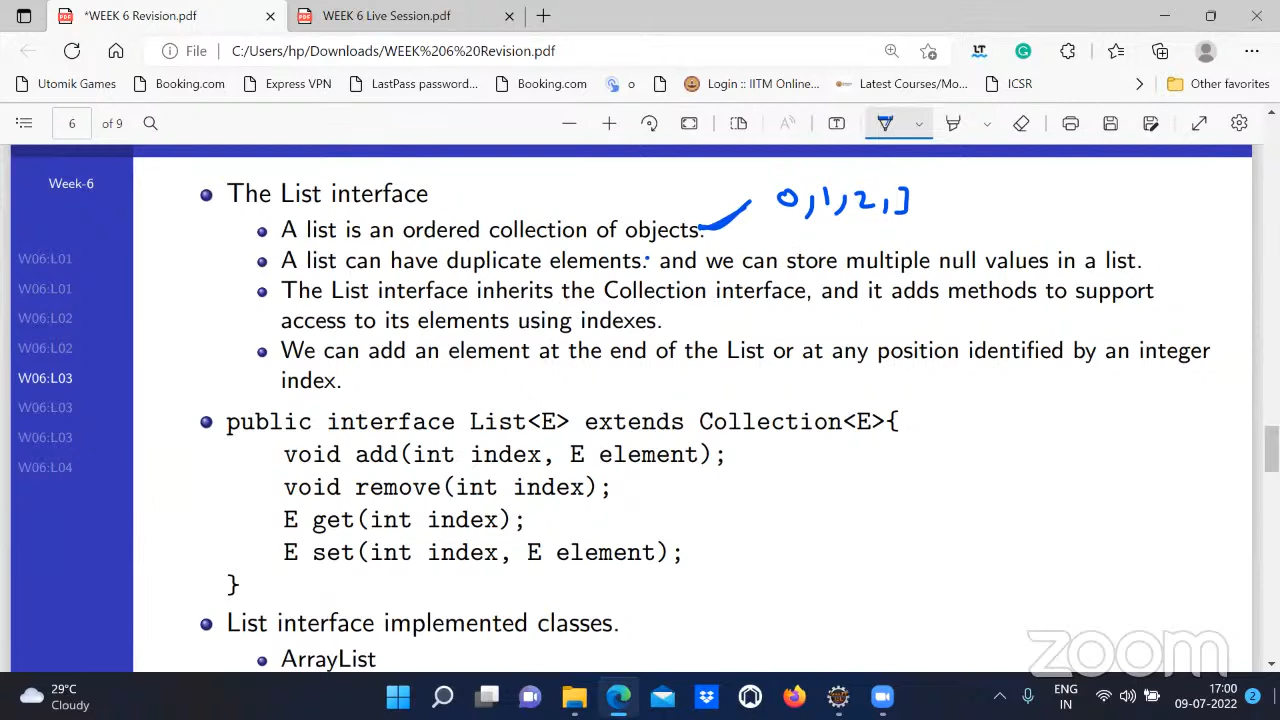 *WEEK 6 Revision.pdf
WEEK 6 Live Session.pdf
File
C:/Users/hp/Downloads/WEEK%206%20Revision.pdf
LT
Utomik Games
Booking.com
Express VPN
LastPass password...
Booking.com
o
Login :: IITM Online...
Latest Courses/Mo...
ICSR
Other favorites
6
of 9
Week-6
W06:L01
W06:L01
W06:L02
W06:L02
W06:L03
W06:L03
W06:L03
W06:L04
The List interface
0,1,2,3
A list is an ordered collection of objects.
A list can have duplicate elements. and we can store multiple null values in a list.
The List interface inherits the Collection interface, and it adds methods to support
access to its elements using indexes.
We can add an element at the end of the List or at any position identified by an integer
index.
public interface List<E> extends Collection<E>{
void add(int index, E element);
void remove(int index);
E get(int index);
E set(int index, E element);
}
List interface implemented classes.
ArrayList
zoom
29°C
Cloudy
ENG
IN
17:00
09-07-2022
2